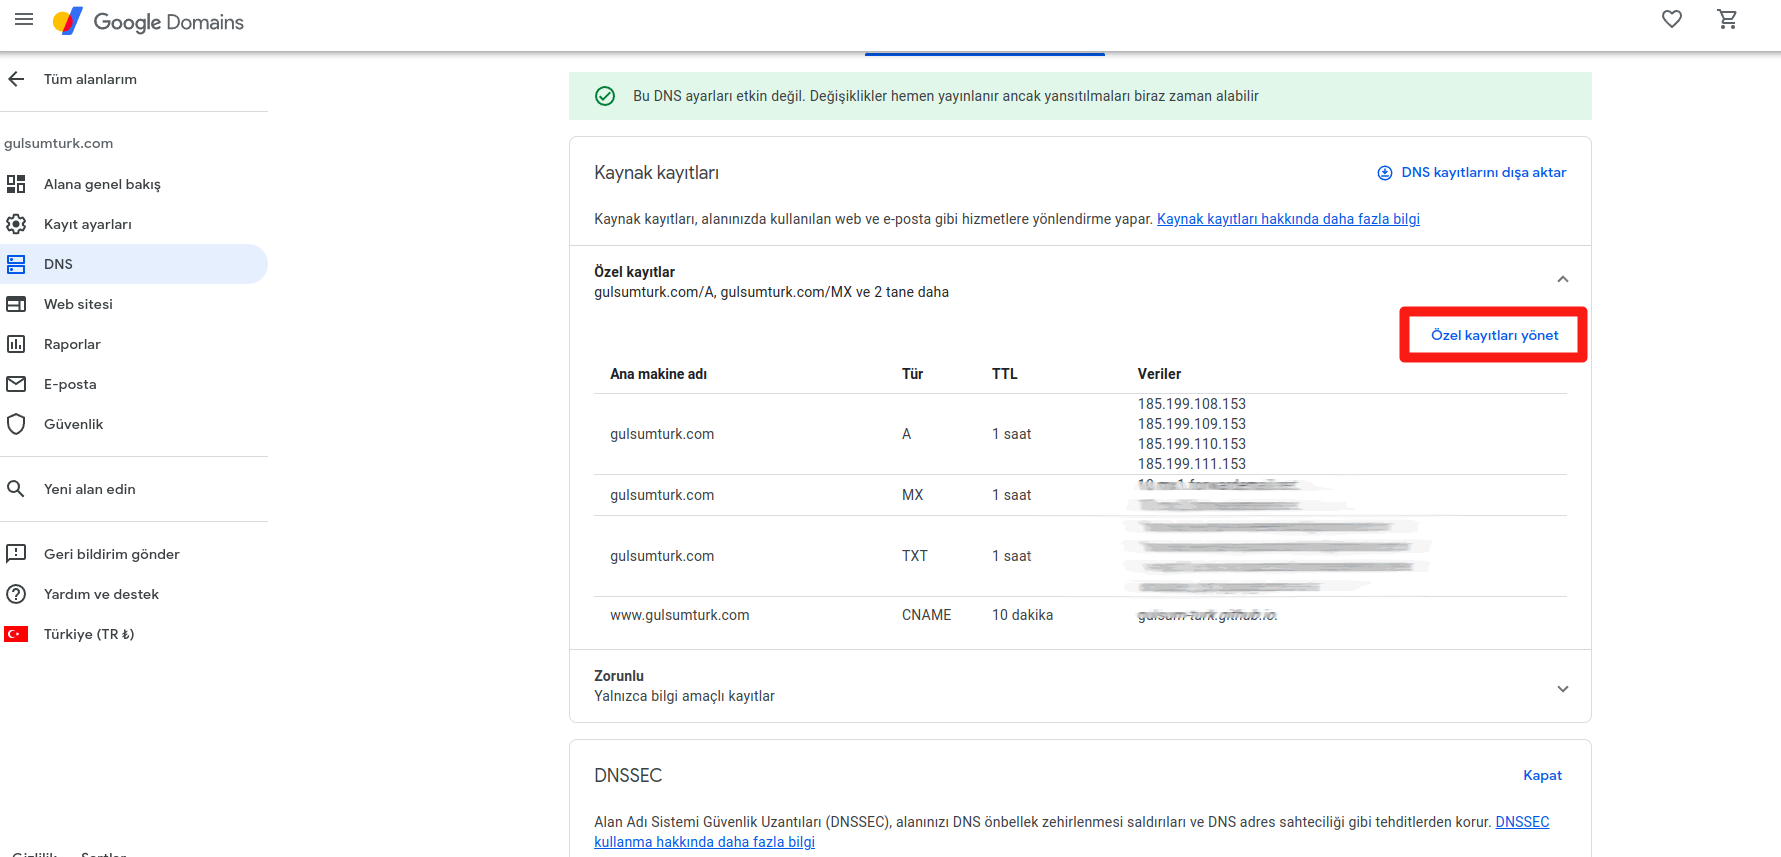 Google Domains
Tüm alanlarım
gulsumturk.com
Alana genel bakış
Kayıt ayarları
DNS
Web sitesi
Raporlar
E-posta
Güvenlik
Yeni alan edin
Geri bildirim gönder
Yardım ve destek
Türkiye (TR ₺)
Bu DNS ayarları etkin değil. Değişiklikler hemen yayınlanır ancak yansıtılmaları biraz zaman alabilir
Kaynak kayıtları
DNS kayıtlarını dışa aktar
Kaynak kayıtları, alanınızda kullanılan web ve e-posta gibi hizmetlere yönlendirme yapar. Kaynak kayıtları hakkında daha fazla bilgi
Özel kayıtlar
gulsumturk.com/A, gulsumturk.com/MX ve 2 tane daha
Özel kayıtları yönet
Ana makine adı Tür TTL Veriler
185.199.108.153
185.199.109.153
gulsumturk.com A 1 saat
185.199.110.153
185.199.111.153
gulsumturk.com MX 1 saat
gulsumturk.com TXT 1 saat
www.gulsumturk.com CNAME 10 dakika
Zorunlu
Yalnızca bilgi amaçlı kayıtlar
DNSSEC
Kapat
Alan Adı Sistemi Güvenlik Uzantıları (DNSSEC), alanınızı DNS önbellek zehirlenmesi saldırıları ve DNS adres sahteciliği gibi tehditlerden korur. DNSSEC
kullanma hakkında daha fazla bilgi